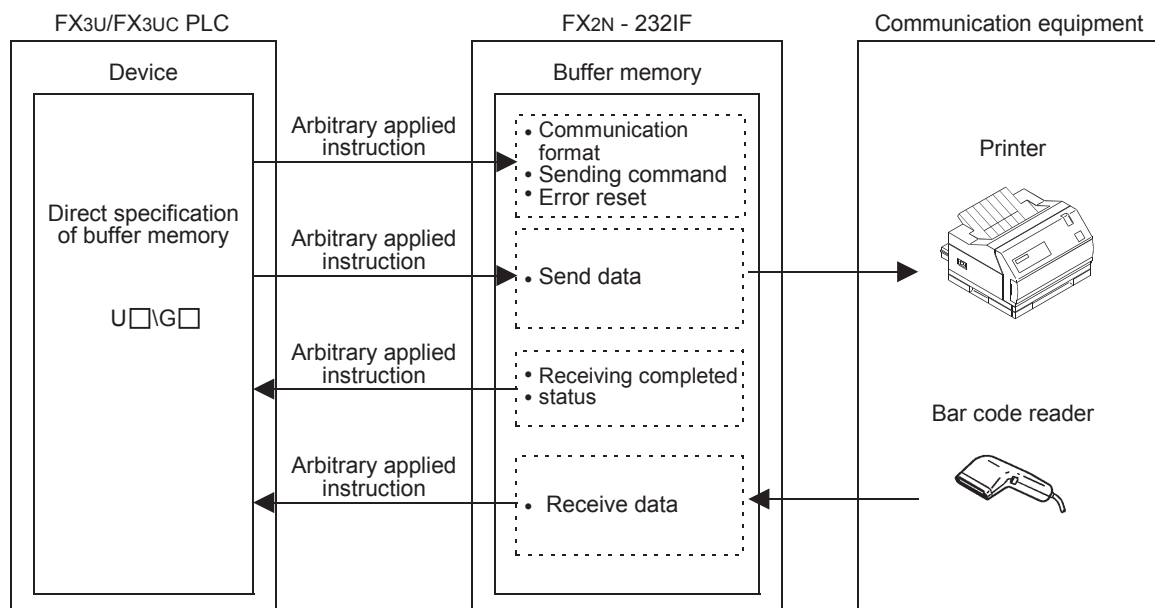 FX3U/FX3UC PLC
FX2N - 232IF
Communication equipment
Device
Buffer memory
Arbitrary applied
instruction
• Communication
format
• Sending command
• Error reset
Printer
Direct specification
of buffer memory
Arbitrary applied
instruction
• Send data
U□\G□
Arbitrary applied
instruction
• Receiving completed
• status
Bar code reader
Arbitrary applied
instruction
• Receive data